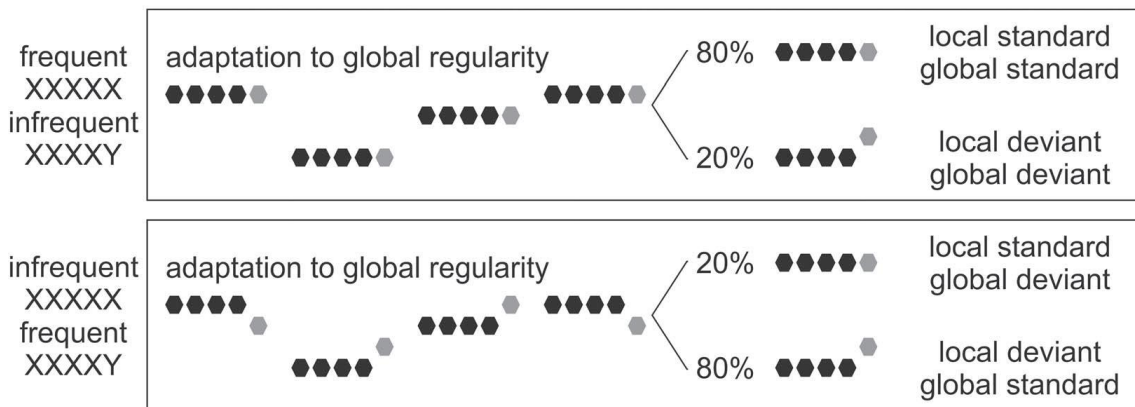 frequent
XXXXX
infrequent
XXXXY
adaptation to global regularity
80%
local standard
global standard
20%
local deviant
global deviant
infrequent
XXXXX
frequent
XXXXY
adaptation to global regularity
20%
local standard
global deviant
80%
local deviant
global standard